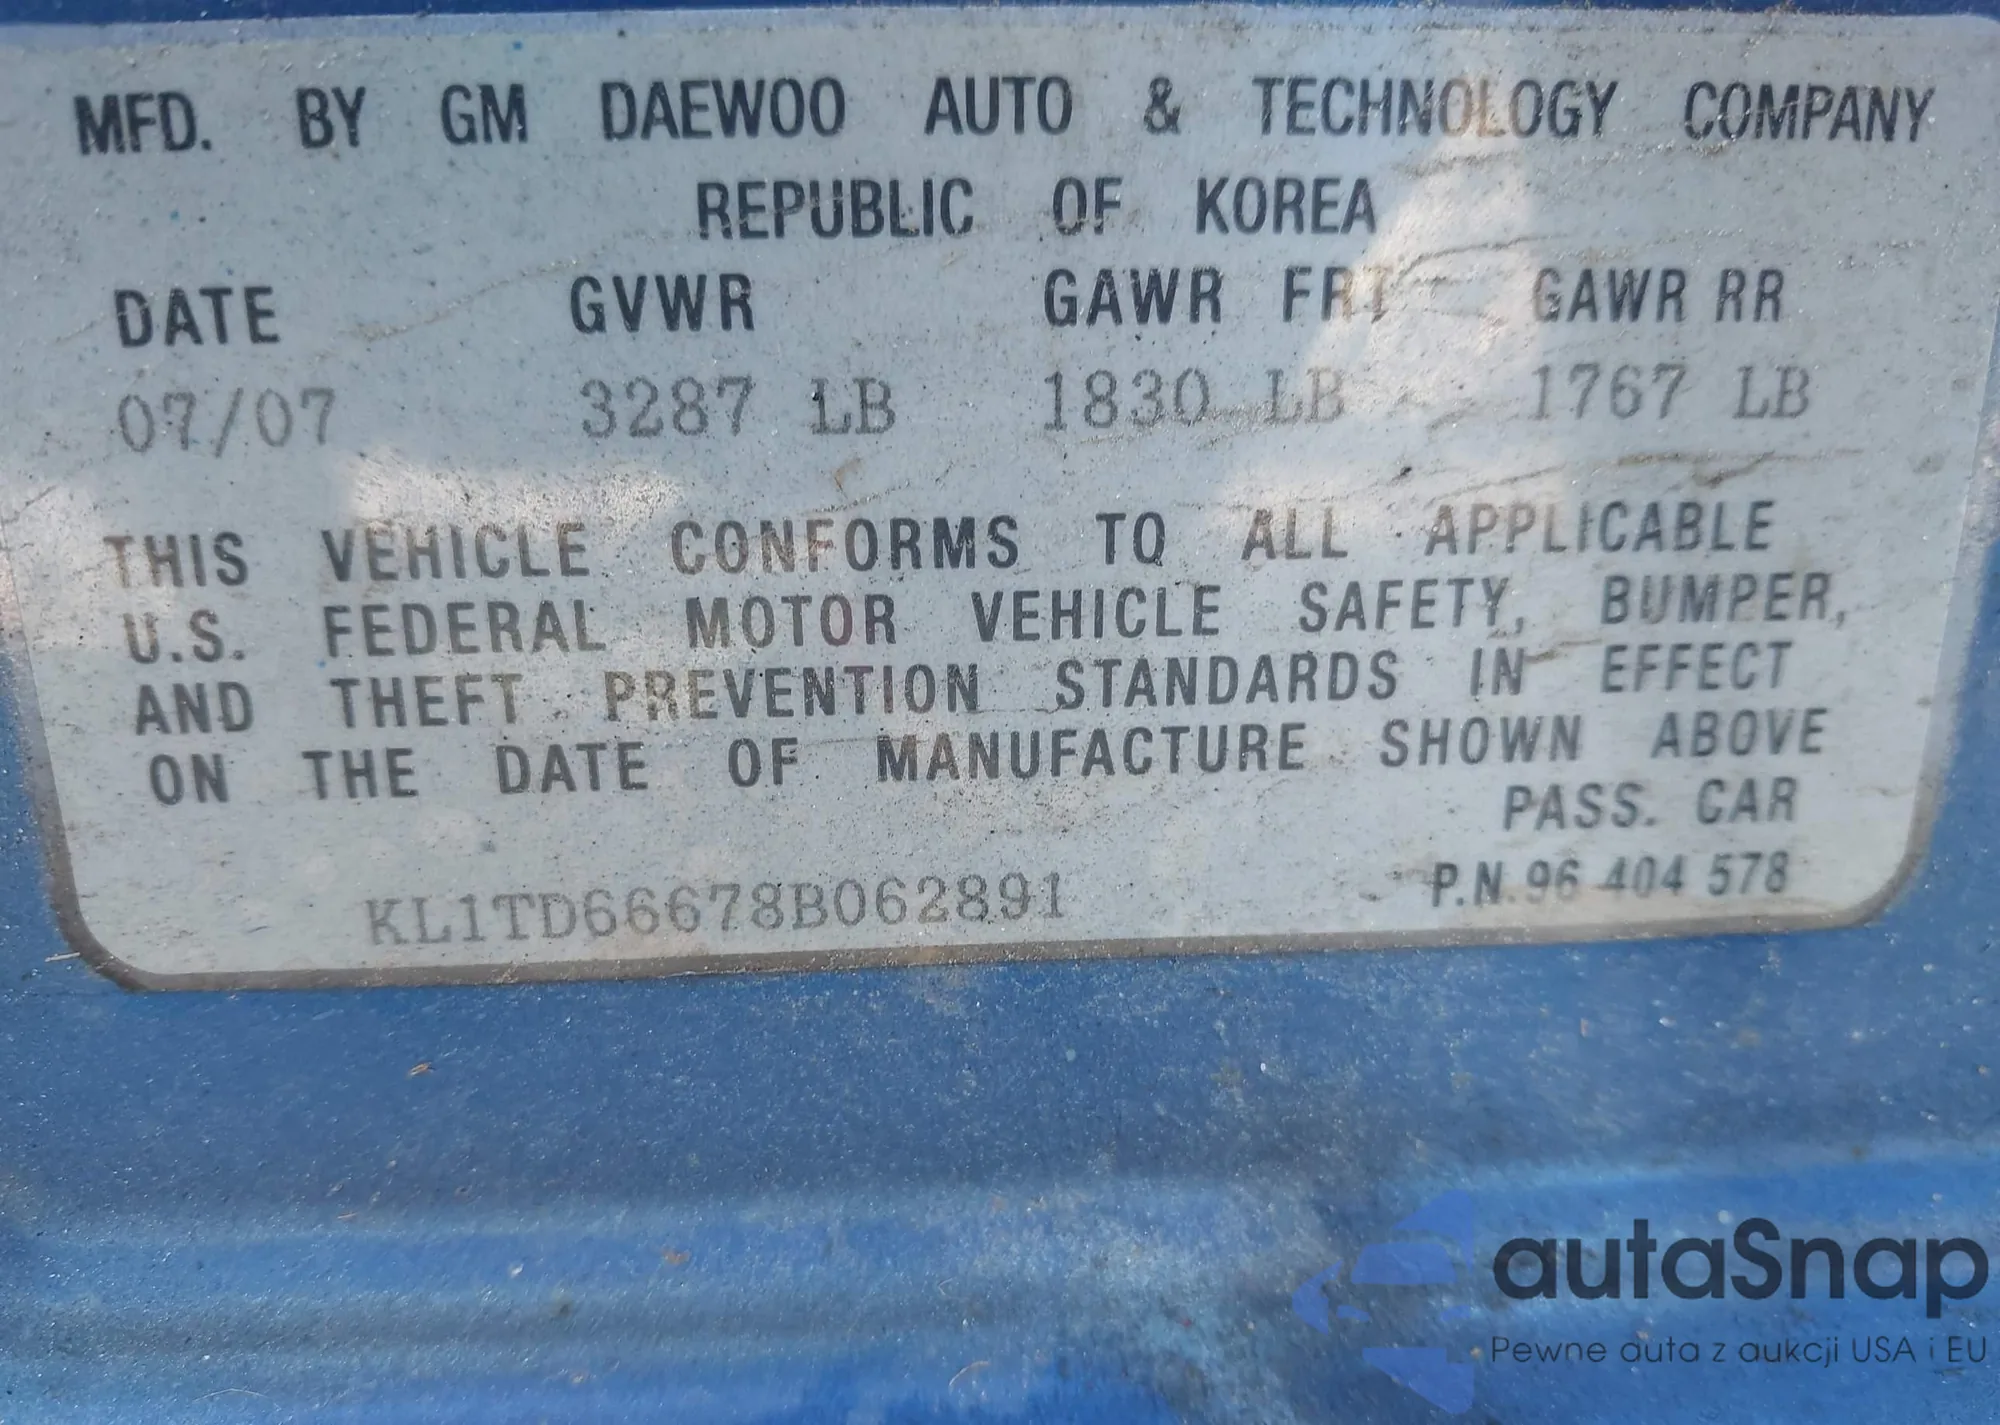 MFD. BY GM DAEWOO AUTO & TECHNOLOGY COMPANY
REPUBLIC OF KOREA
DATE GVWR GAWR FRT GAWR RR
07/07 3287 LB 1830 LB 1767 LB
THIS VEHICLE CONFORMS TO ALL APPLICABLE
U.S. FEDERAL MOTOR VEHICLE SAFETY, BUMPER,
AND THEFT PREVENTION STANDARDS IN EFFECT
ON THE DATE OF MANUFACTURE SHOWN ABOVE
PASS. CAR
KL1TD66678B062891 P.N.96 404 578
autaSnap
Pewne auta z aukcji USA i EU